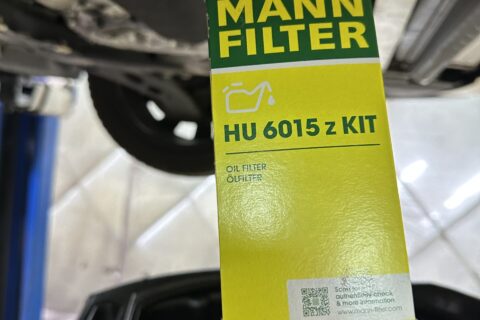 MANN
FILTER
HU 6015 z KIT
OIL FILTER
ÖLFILTER
Scan for
authenticity check
& more information
www.mann-filter.com